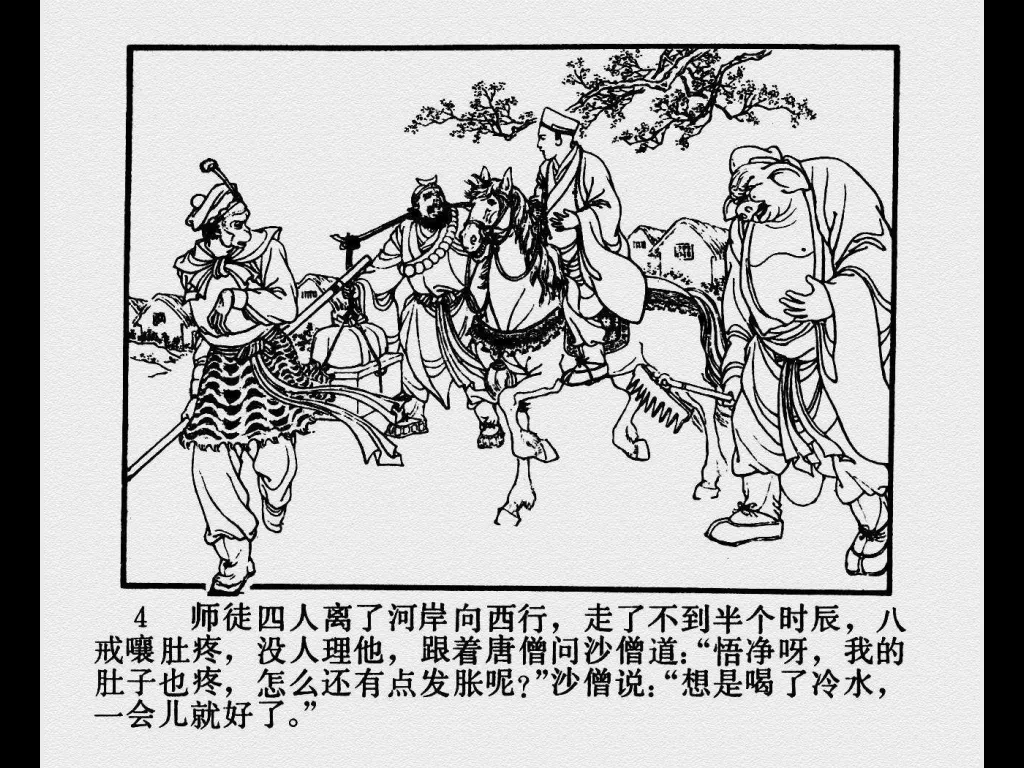 4 师徒四人离了河岸向西行，走了不到半个时辰，八
戒嚷肚疼，没人理他，跟着唐僧问沙僧道：“悟净呀，我的
肚子也疼，怎么还有点发胀呢？”沙僧说：“想是喝了冷水，
一会儿就好了。”